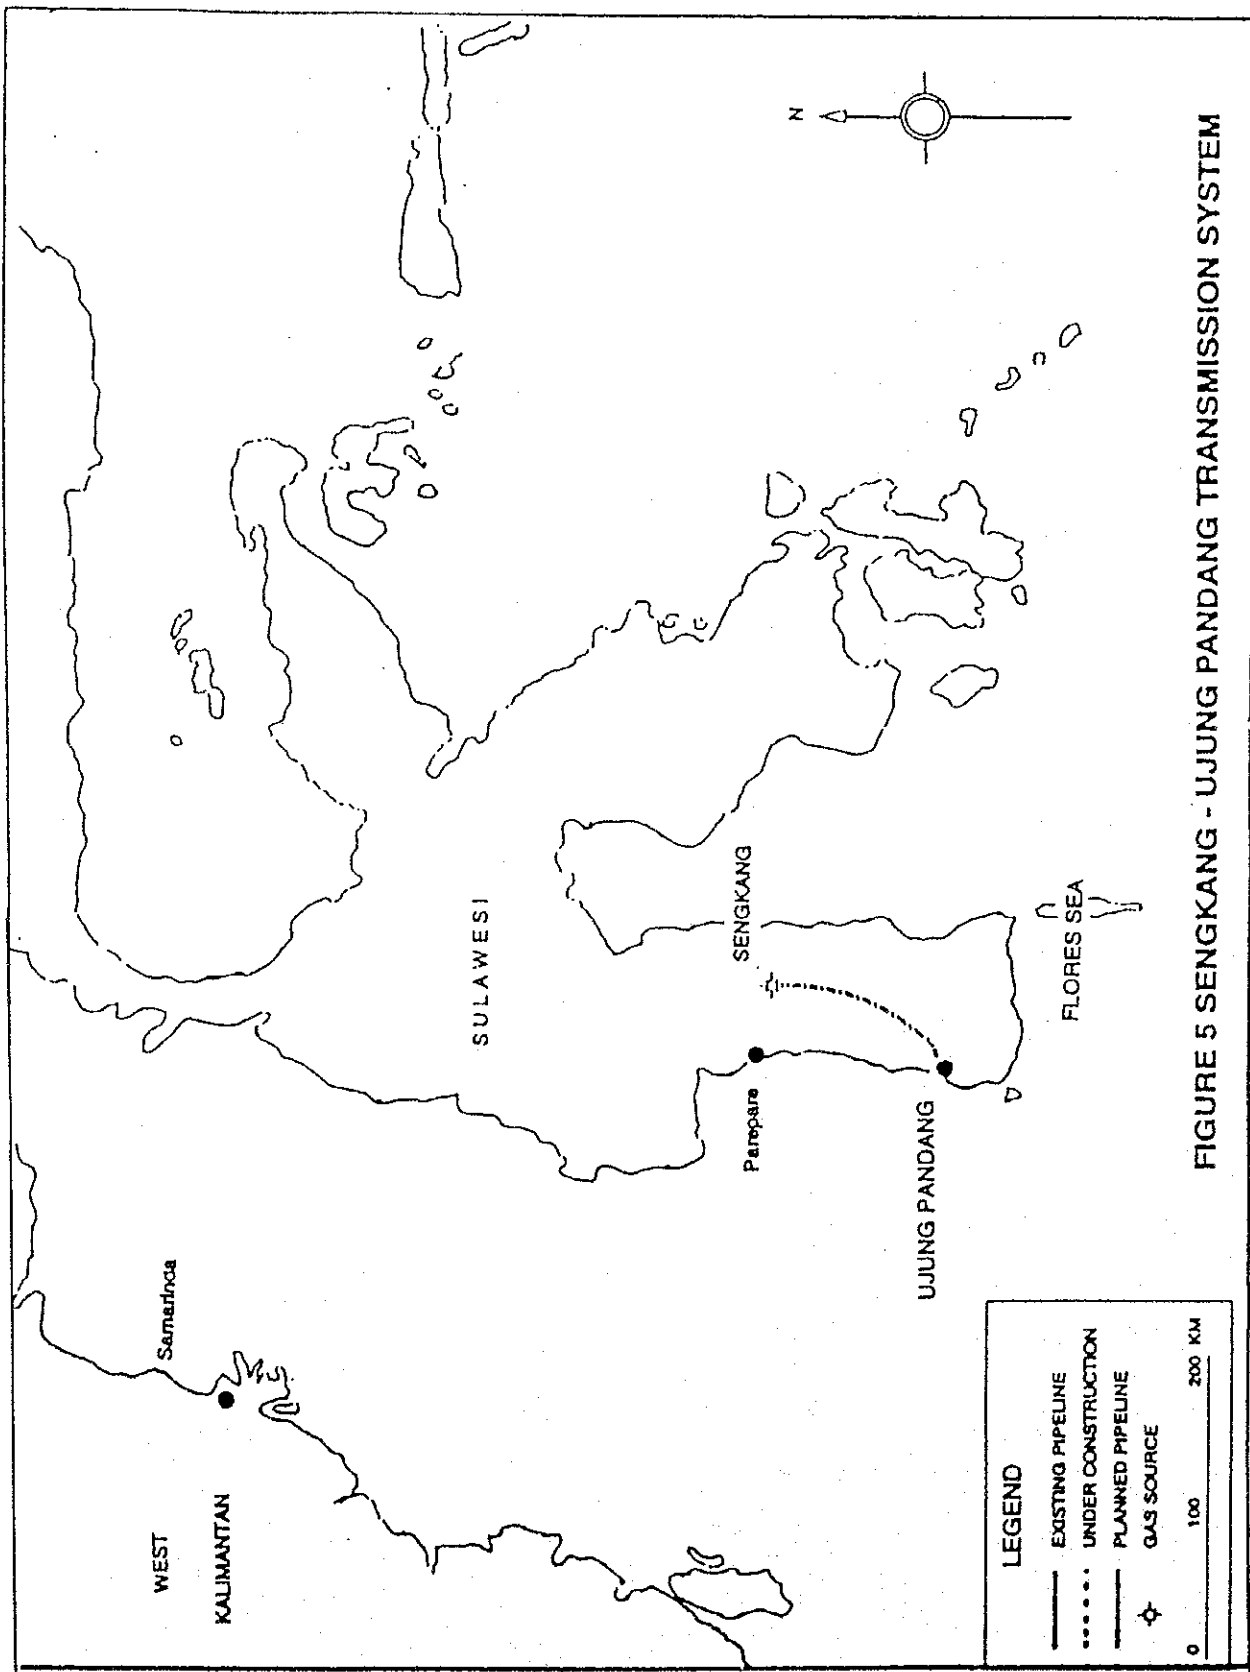 N
Samarinda
WEST
KALIMANTAN
SULAWESI
SENGKANG
Parepare
UJUNG PANDANG
FLORES SEA
LEGEND
EXISTING PIPELINE
UNDER CONSTRUCTION
PLANNED PIPELINE
GAS SOURCE
0 100 200 KM
FIGURE 5 SENGKANG - UJUNG PANDANG TRANSMISSION SYSTEM